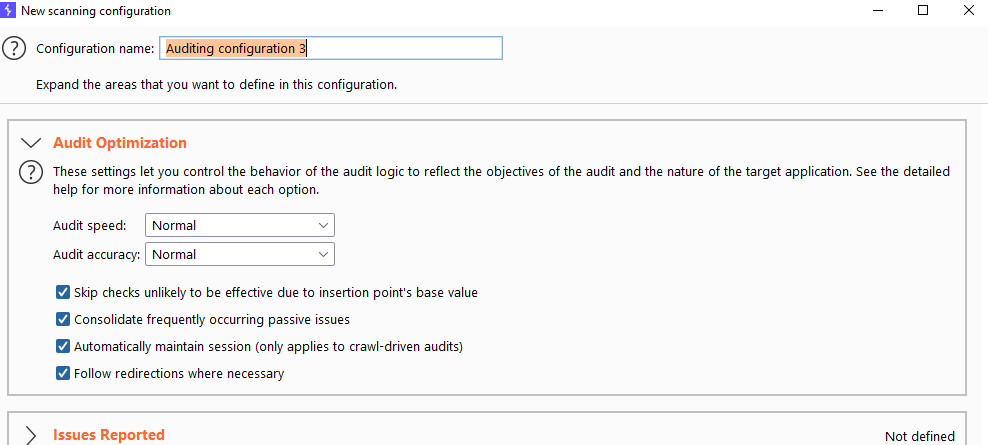 New scanning configuration
Configuration name: Auditing configuration 3
Expand the areas that you want to define in this configuration.
Audit Optimization
These settings let you control the behavior of the audit logic to reflect the objectives of the audit and the nature of the target application. See the detailed
help for more information about each option.
Audit speed: Normal
Audit accuracy: Normal
Skip checks unlikely to be effective due to insertion point's base value
Consolidate frequently occurring passive issues
Automatically maintain session (only applies to crawl-driven audits)
Follow redirections where necessary
Issues Reported Not defined